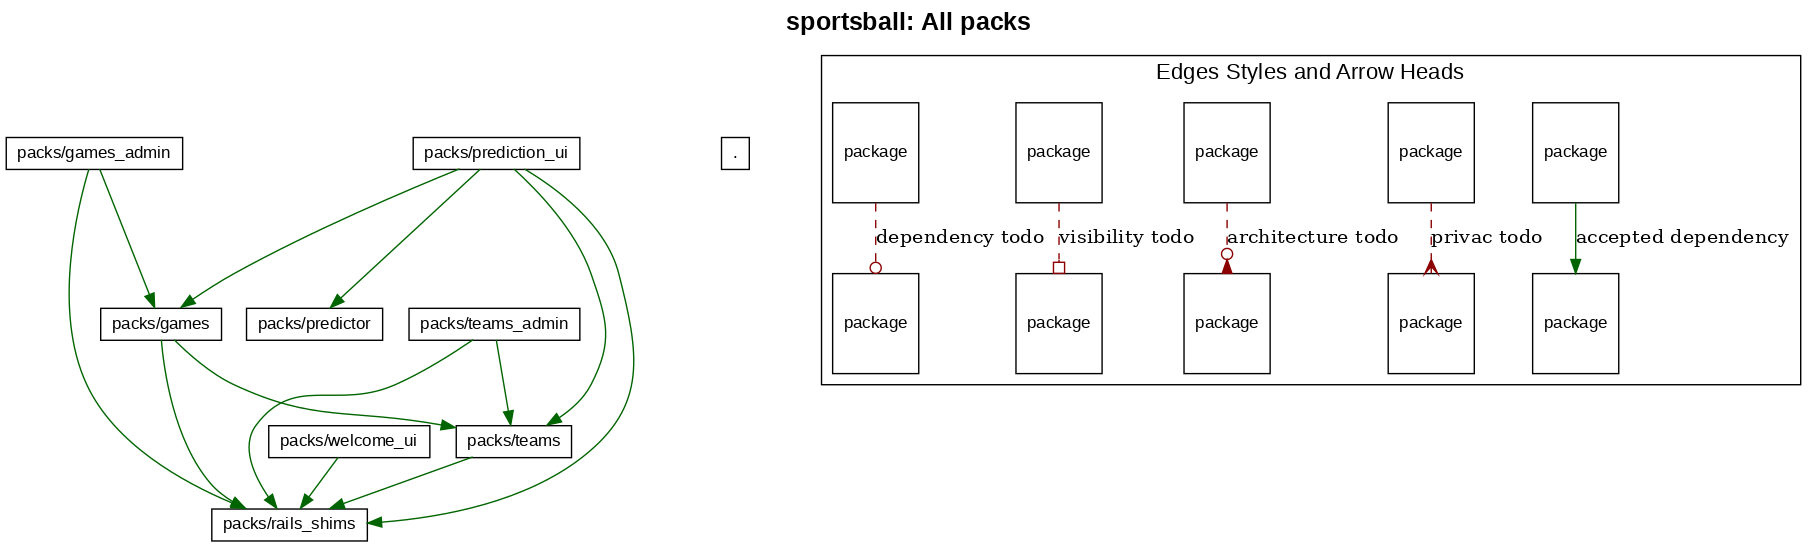 sportsball: All packs
Edges Styles and Arrow Heads
packs/games_admin
packs/prediction_ui
.
package
package
package
package
package
dependency todo
visibility todo
architecture todo
privac todo
accepted dependency
packs/games
packs/predictor
packs/teams_admin
package
package
package
package
package
packs/welcome_ui
packs/teams
packs/rails_shims